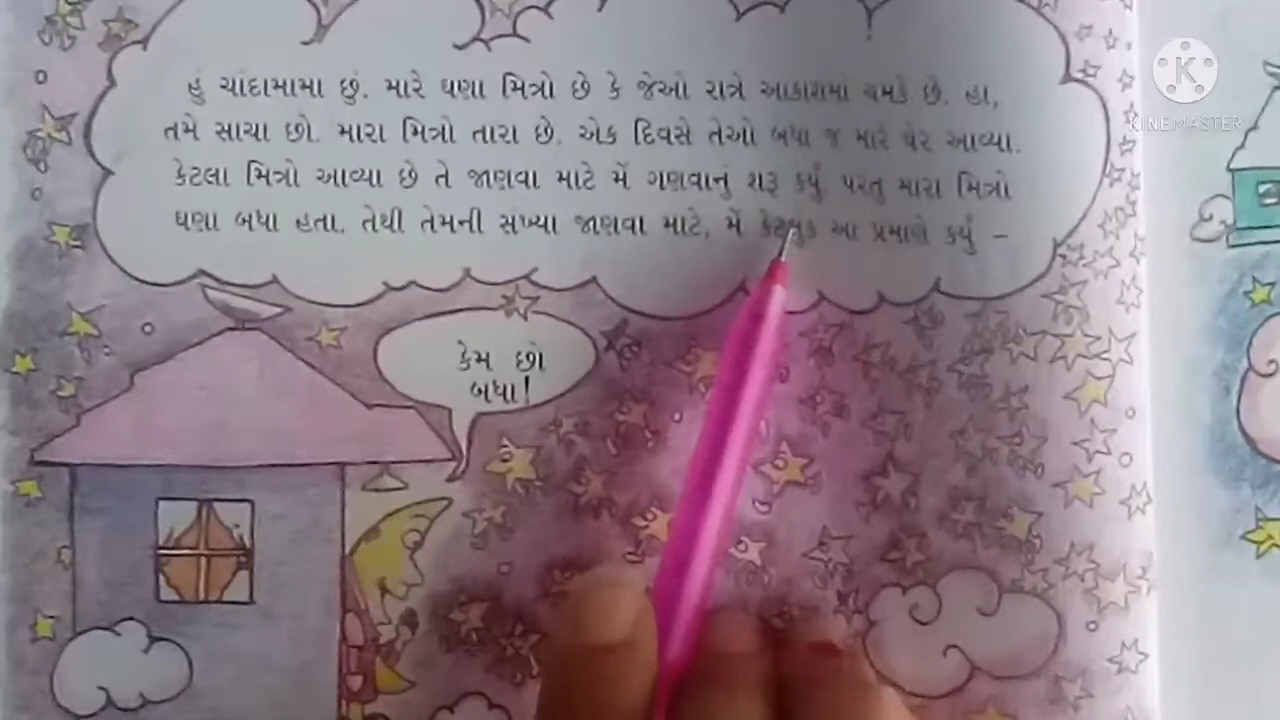 હું ચાંદામામા છું. મારે ઘણા મિત્રો છે કે જેઓ રાત્રે આકાશમાં ચમકે છે. હા,
તમે સાચા છો. મારા મિત્રો તારા છે. એક દિવસે તેઓ બધા જ મારે ઘેર આવ્યા.
કેટલા મિત્રો આવ્યા છે તે જાણવા માટે મેં ગણવાનું શરૂ કર્યું પરંતુ મારા મિત્રો
ઘણા બધા હતા. તેથી તેમની સંખ્યા જાણવા માટે, મેં કેટલુંક આ પ્રમાણે કર્યું –
કેમ છો
બધા!
K
KINEMASTER